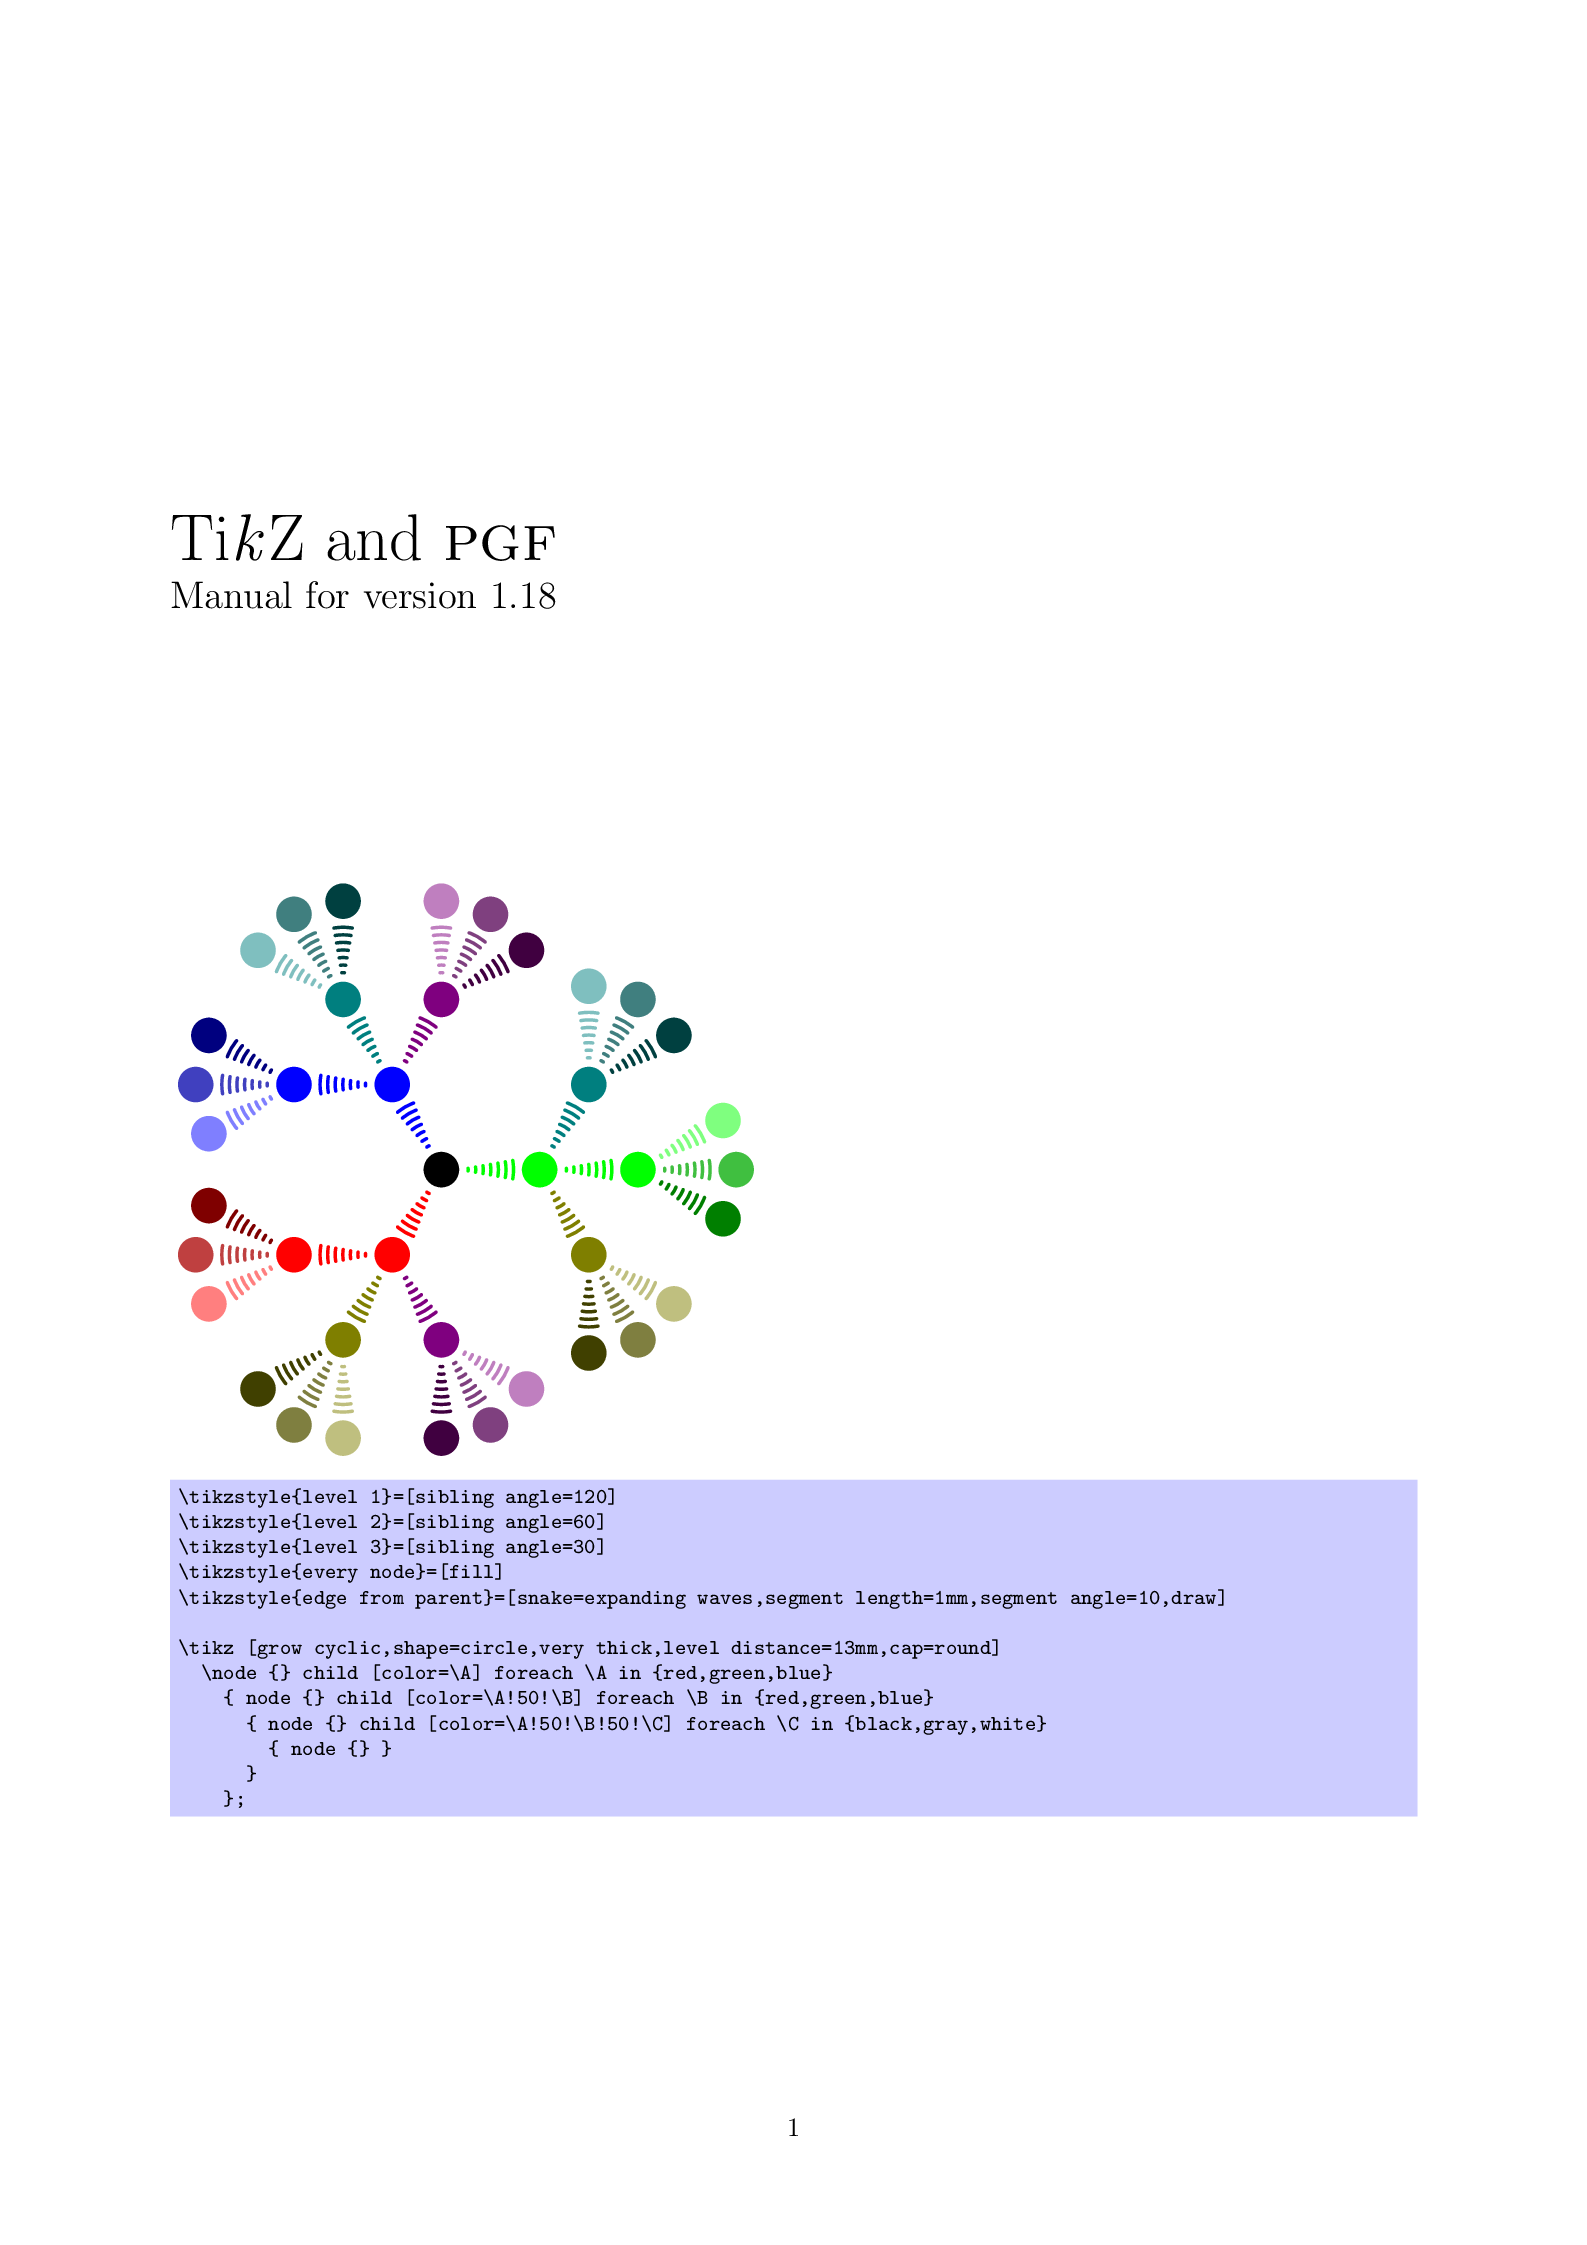 TikZ and PGF
Manual for version 1.18
\tikzstyle{level 1}=[sibling angle=120]
\tikzstyle{level 2}=[sibling angle=60]
\tikzstyle{level 3}=[sibling angle=30]
\tikzstyle{every node}=[fill]
\tikzstyle{edge from parent}=[snake=expanding waves,segment length=1mm,segment angle=10,draw]
\tikz [grow cyclic,shape=circle,very thick,level distance=13mm,cap=round]
  \node {} child [color=\A] foreach \A in {red,green,blue}
    { node {} child [color=\A!50!\B] foreach \B in {red,green,blue}
      { node {} child [color=\A!50!\B!50!\C] foreach \C in {black,gray,white}
        { node {} }
      }
    };
1